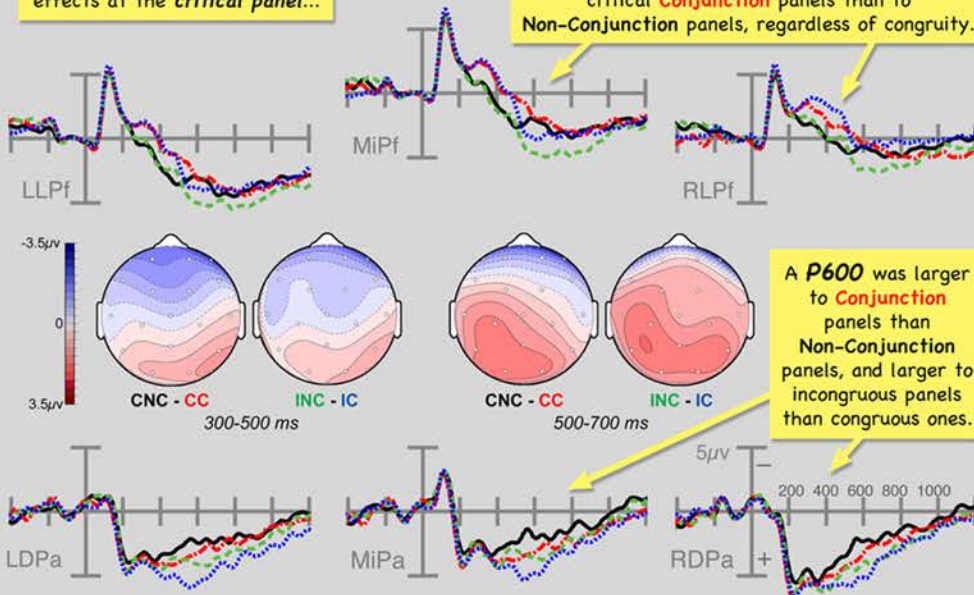 effects at the critical panel...
critical Conjunction panels than to
Non-Conjunction panels, regardless of congruity.
MiPf
LLPf
RLPf
-3.5μv
0
3.5μv
CNC - CC
INC - IC
CNC - CC
INC - IC
300-500 ms
500-700 ms
A P600 was larger
to Conjunction
panels than
Non-Conjunction
panels, and larger to
incongruous panels
than congruous ones.
5μv
−
200 400 600 800 1000
LDPa
MiPa
RDPa
+